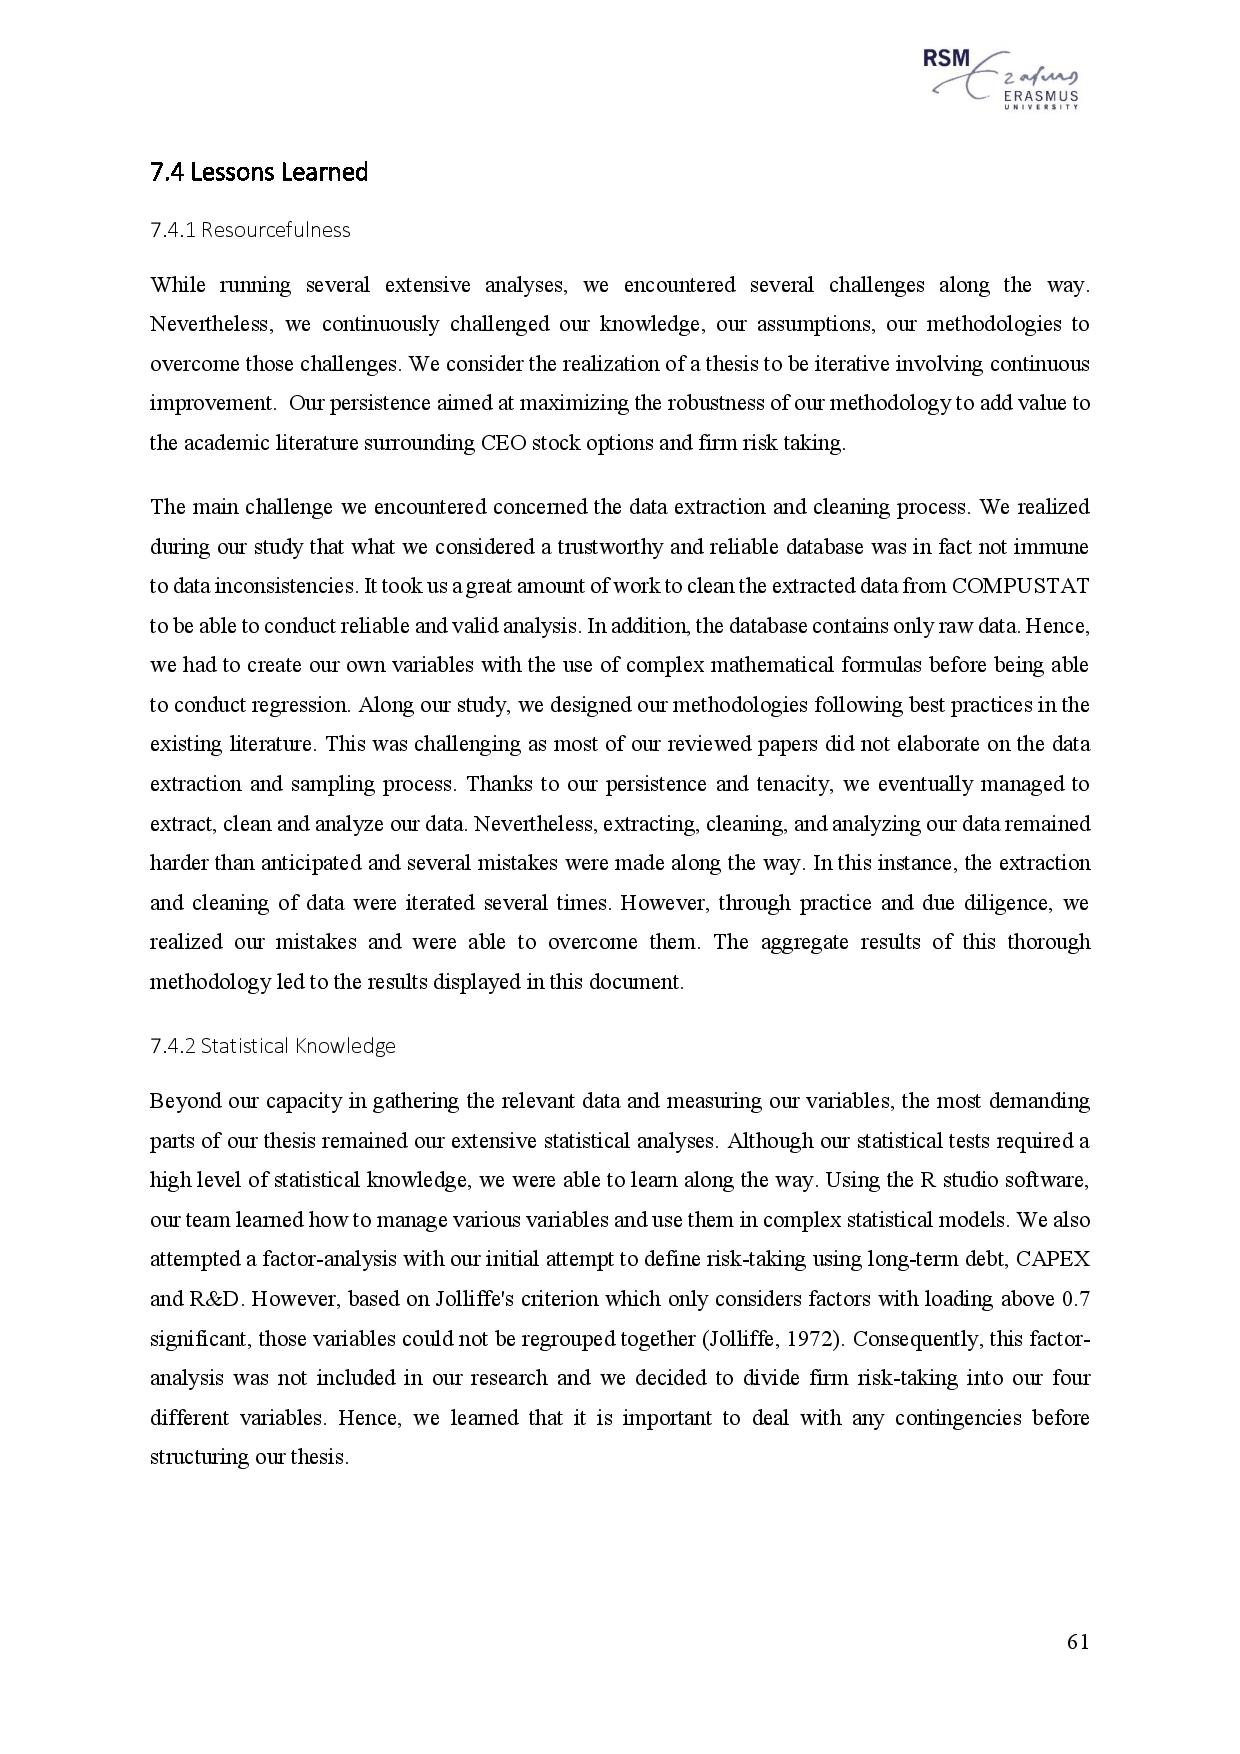 RSM
Erasmus
ERASMUS
UNIVERSITY
7.4 Lessons Learned
7.4.1 Resourcefulness
While running several extensive analyses, we encountered several challenges along the way.
Nevertheless, we continuously challenged our knowledge, our assumptions, our methodologies to
overcome those challenges. We consider the realization of a thesis to be iterative involving continuous
improvement.  Our persistence aimed at maximizing the robustness of our methodology to add value to
the academic literature surrounding CEO stock options and firm risk taking.
The main challenge we encountered concerned the data extraction and cleaning process. We realized
during our study that what we considered a trustworthy and reliable database was in fact not immune
to data inconsistencies. It took us a great amount of work to clean the extracted data from COMPUSTAT
to be able to conduct reliable and valid analysis. In addition, the database contains only raw data. Hence,
we had to create our own variables with the use of complex mathematical formulas before being able
to conduct regression. Along our study, we designed our methodologies following best practices in the
existing literature. This was challenging as most of our reviewed papers did not elaborate on the data
extraction and sampling process. Thanks to our persistence and tenacity, we eventually managed to
extract, clean and analyze our data. Nevertheless, extracting, cleaning, and analyzing our data remained
harder than anticipated and several mistakes were made along the way. In this instance, the extraction
and cleaning of data were iterated several times. However, through practice and due diligence, we
realized our mistakes and were able to overcome them. The aggregate results of this thorough
methodology led to the results displayed in this document.
7.4.2 Statistical Knowledge
Beyond our capacity in gathering the relevant data and measuring our variables, the most demanding
parts of our thesis remained our extensive statistical analyses. Although our statistical tests required a
high level of statistical knowledge, we were able to learn along the way. Using the R studio software,
our team learned how to manage various variables and use them in complex statistical models. We also
attempted a factor-analysis with our initial attempt to define risk-taking using long-term debt, CAPEX
and R&D. However, based on Jolliffe's criterion which only considers factors with loading above 0.7
significant, those variables could not be regrouped together (Jolliffe, 1972). Consequently, this factor-
analysis was not included in our research and we decided to divide firm risk-taking into our four
different variables. Hence, we learned that it is important to deal with any contingencies before
structuring our thesis.
61